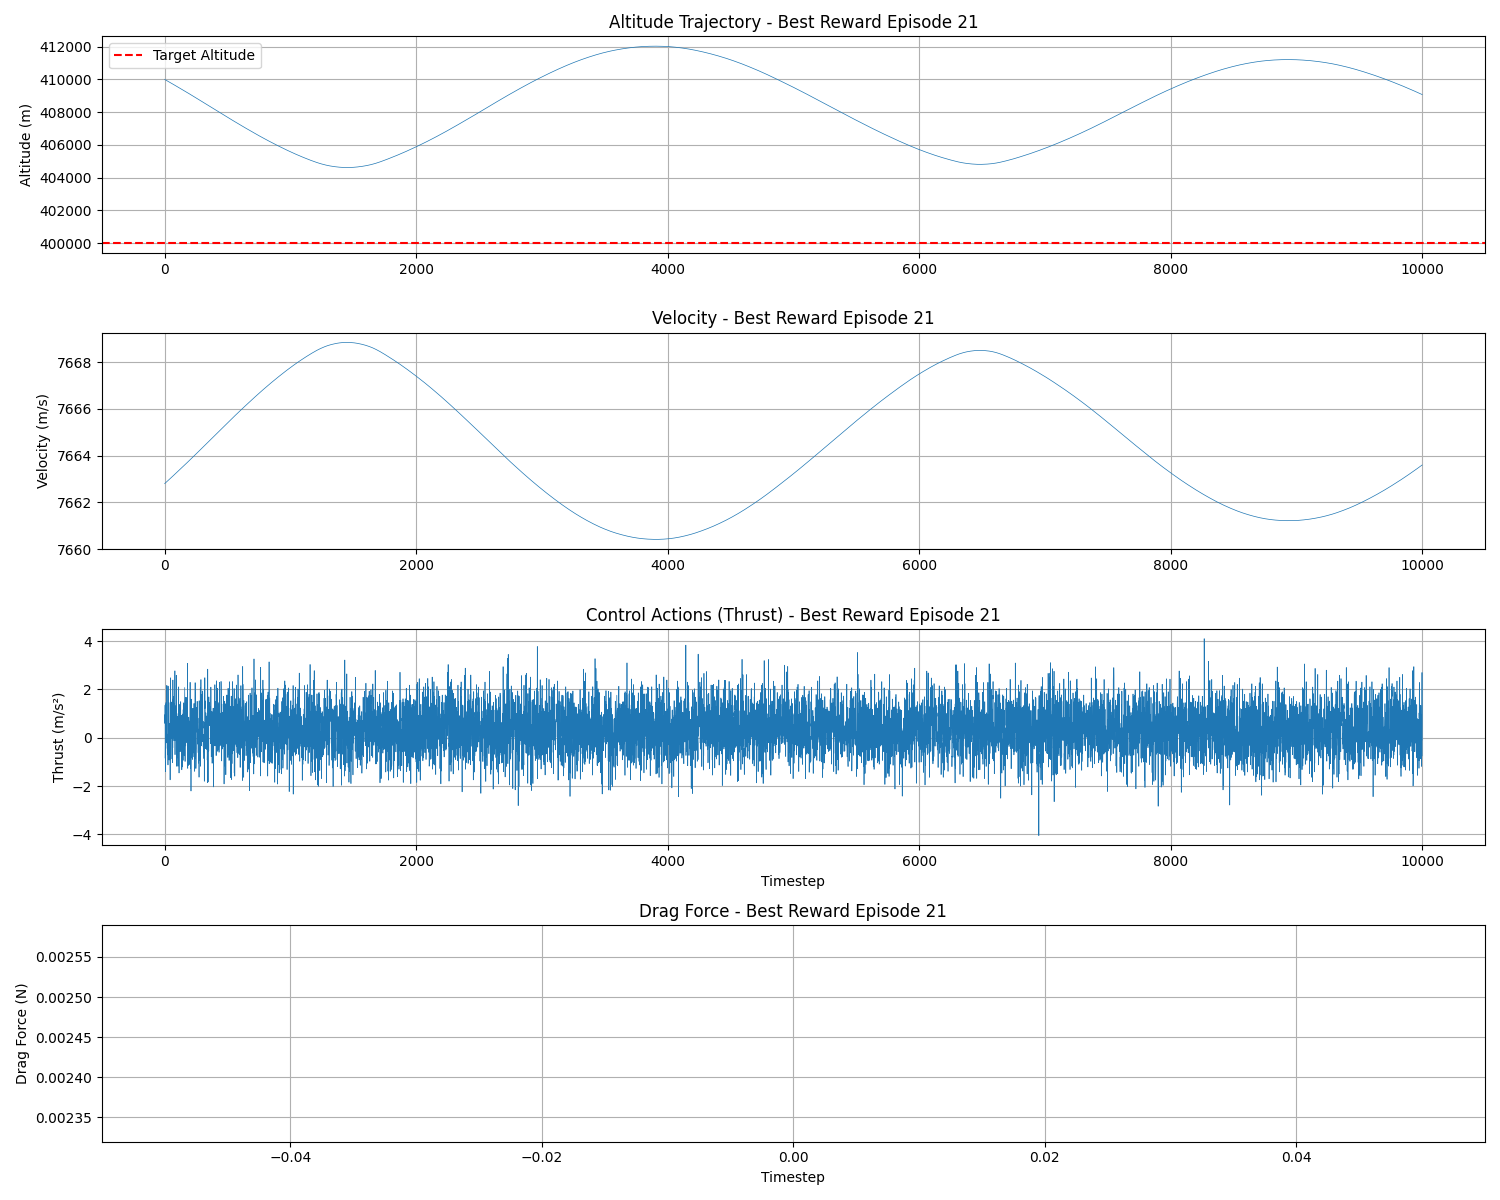 Altitude Trajectory - Best Reward Episode 21
Target Altitude
Altitude (m)
412000
410000
408000
406000
404000
402000
400000
0 2000 4000 6000 8000 10000
Velocity - Best Reward Episode 21
Velocity (m/s)
7668
7666
7664
7662
7660
0 2000 4000 6000 8000 10000
Control Actions (Thrust) - Best Reward Episode 21
Thrust (m/s²)
4
2
0
−2
−4
0 2000 4000 6000 8000 10000
Timestep
Drag Force - Best Reward Episode 21
Drag Force (N)
0.00255
0.00250
0.00245
0.00240
0.00235
−0.04 −0.02 0.00 0.02 0.04
Timestep